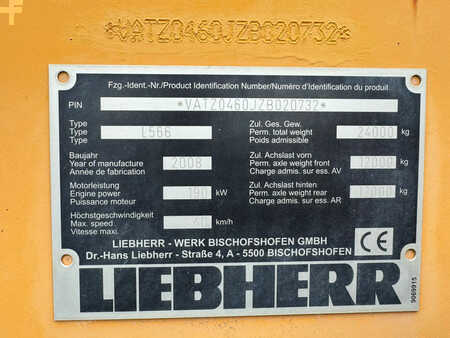 *VATZ0460JZB020732*
Fzg.-Ident.-Nr./Product Identification Number/Numéro d'Identification du produit
PIN *VATZ0460JZB020732*
Type Zul. Ges. Gew.
Type L566 Perm. total weight 24000 kg
Type Poids admissible
Baujahr Zul. Achslast vorn
Year of manufacture 2008 Perm. axle weight front 12000 kg
Année de fabrication Charge admis. sur ess. AV
Motorleistung Zul. Achslast hinten
Engine power 190 kW Perm. axle weight rear kg
Puissance moteur Charge admis. sur ess. AR
Höchstgeschwindigkeit
Max. speed 40 km/h
Vitesse maxi.
LIEBHERR - WERK BISCHOFSHOFEN GMBH
Dr.-Hans Liebherr - Straße 4, A - 5500 BISCHOFSHOFEN
CE
LIEBHERR
9069915